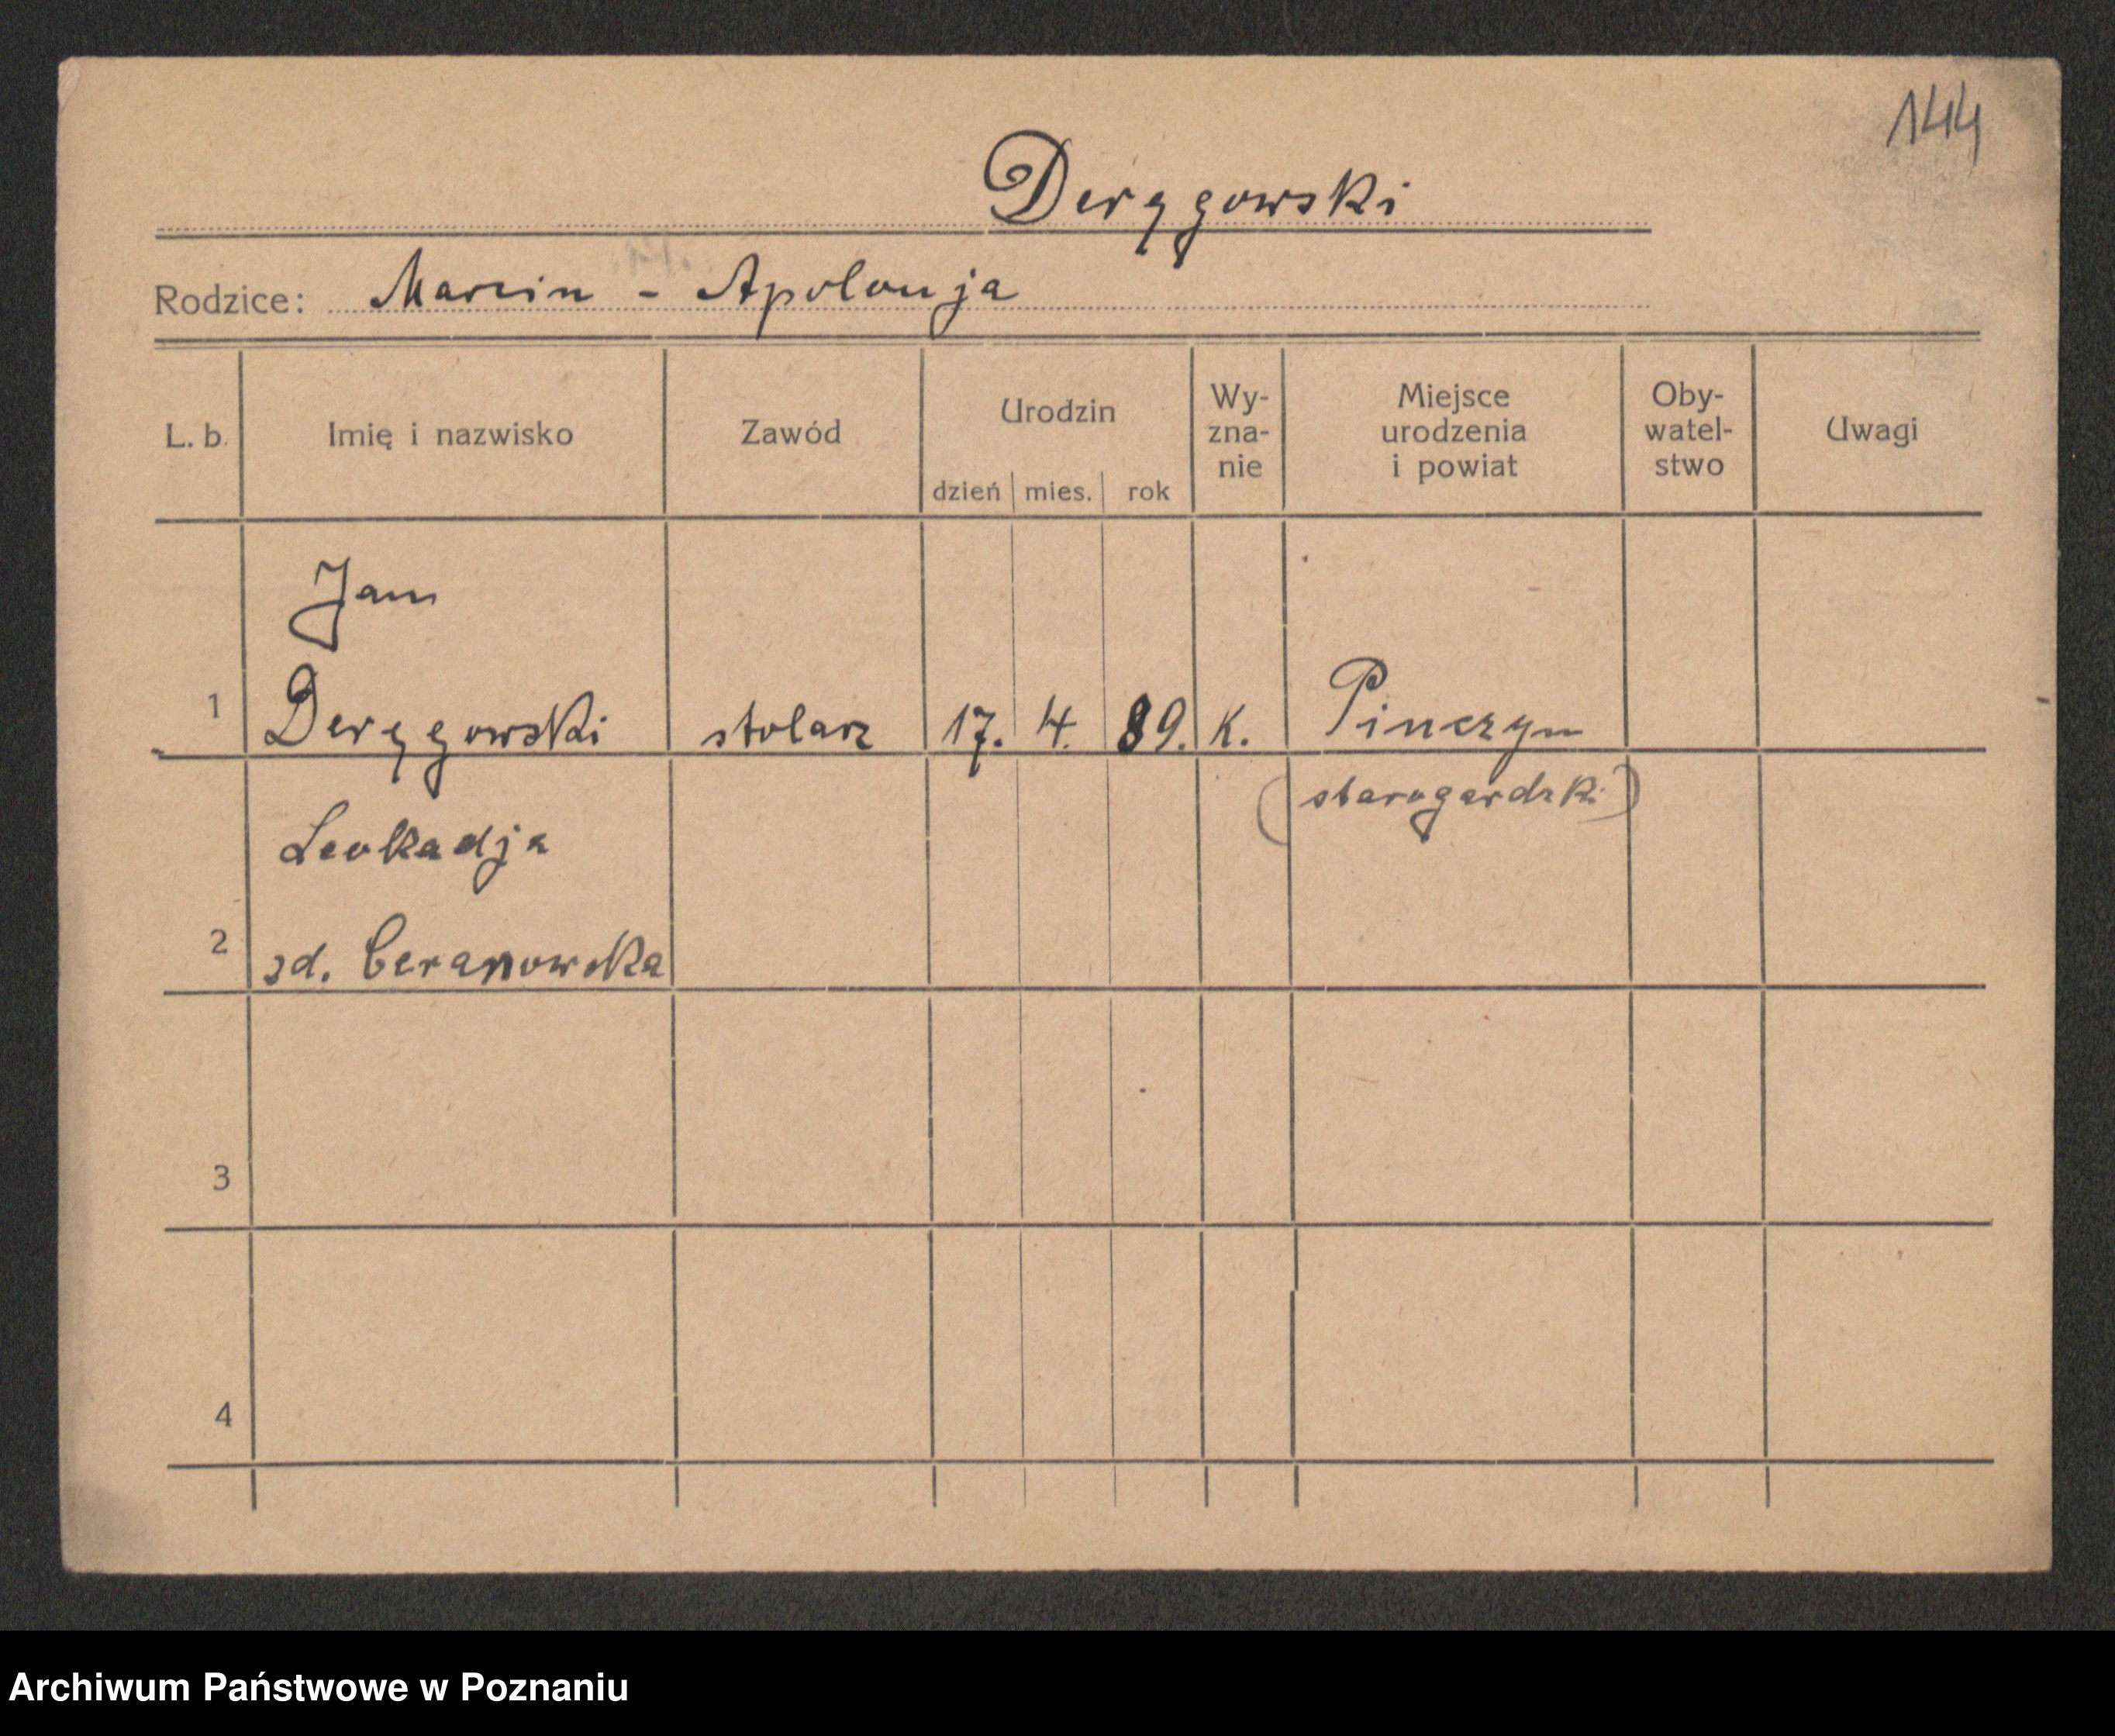 144
Deręgowski
Rodzice: Marcin - Apolonja
L. b. Imię i nazwisko Zawód Urodzin dzień mies. rok Wy-zna-nie Miejsce urodzenia i powiat Oby-watel-stwo Uwagi
Jan
1 Deręgowski stolarz 17. 4. 89. K. Pinczyn
(starogardzki)
Leokadja
2 zd. Ceranowska
3
4
Archiwum Państwowe w Poznaniu